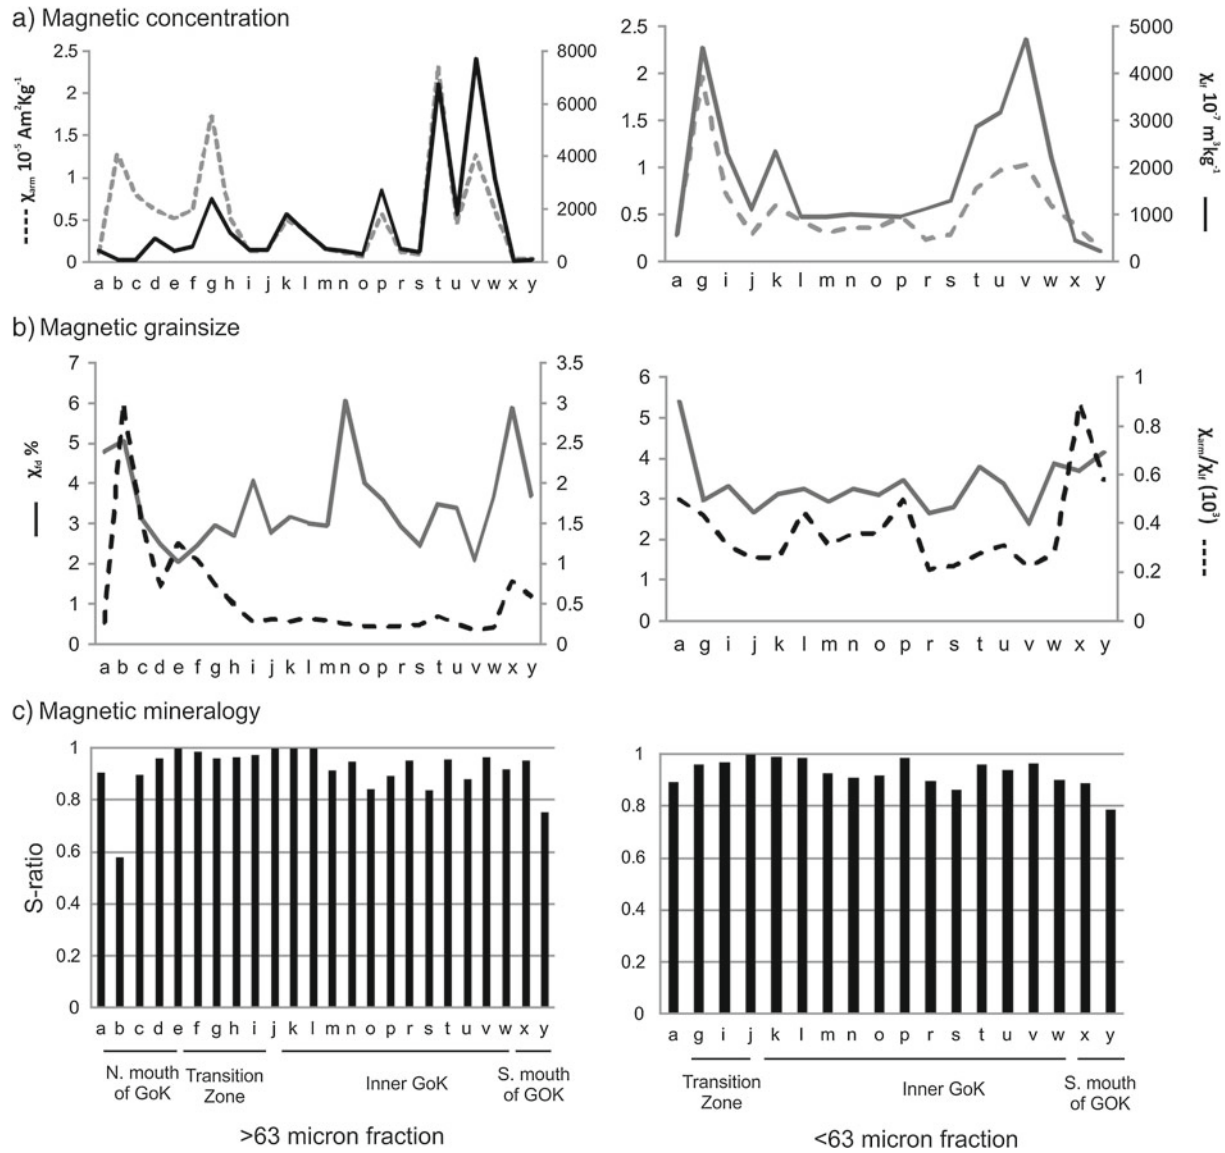 a) Magnetic concentration
χarm 10⁻⁵ Am²Kg⁻¹
2.5
2
1.5
1
0.5
0
8000
6000
4000
2000
0
a b c d e f g h i j k l m n o p r s t u v w x y
2.5
2
1.5
1
0.5
0
5000
4000
3000
2000
1000
0
χlf 10⁻⁷ m³kg⁻¹
a g i j k l m n o p r s t u v w x y
b) Magnetic grainsize
χfd %
7
6
5
4
3
2
1
0
3.5
3
2.5
2
1.5
1
0.5
0
a b c d e f g h i j k l m n o p r s t u v w x y
6
5
4
3
2
1
0
1
0.8
0.6
0.4
0.2
0
χarm/χlf (10³)
a g i j k l m n o p r s t u v w x y
c) Magnetic mineralogy
S-ratio
1
0.8
0.6
0.4
0.2
0
a b c d e f g h i j k l m n o p r s t u v w x y
N. mouth
of GoK
Transition
Zone
Inner GoK
S. mouth
of GOK
>63 micron fraction
1
0.8
0.6
0.4
0.2
0
a g i j k l m n o p r s t u v w x y
Transition
Zone
Inner GoK
S. mouth
of GOK
<63 micron fraction